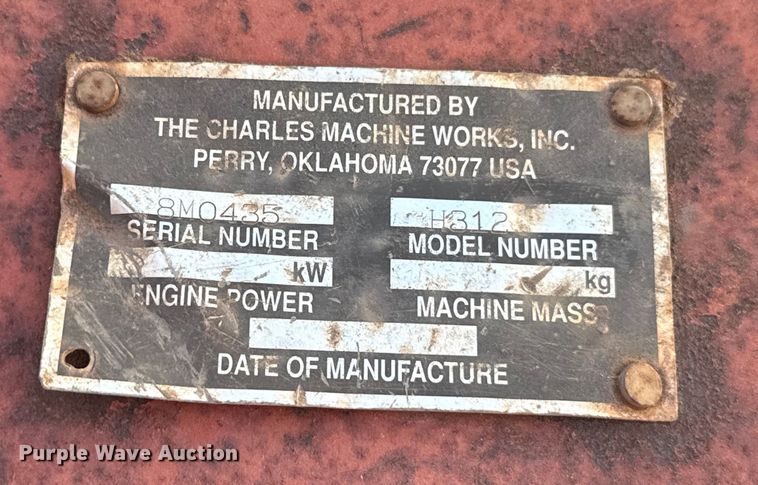 MANUFACTURED BY
THE CHARLES MACHINE WORKS, INC.
PERRY, OKLAHOMA 73077 USA
8M0435 H312
SERIAL NUMBER MODEL NUMBER
kW kg
ENGINE POWER MACHINE MASS
DATE OF MANUFACTURE
Purple Wave Auction